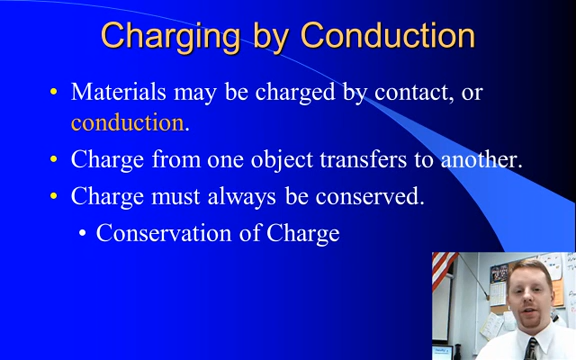 Charging by Conduction
• Materials may be charged by contact, or
conduction.
• Charge from one object transfers to another.
• Charge must always be conserved.
• Conservation of Charge